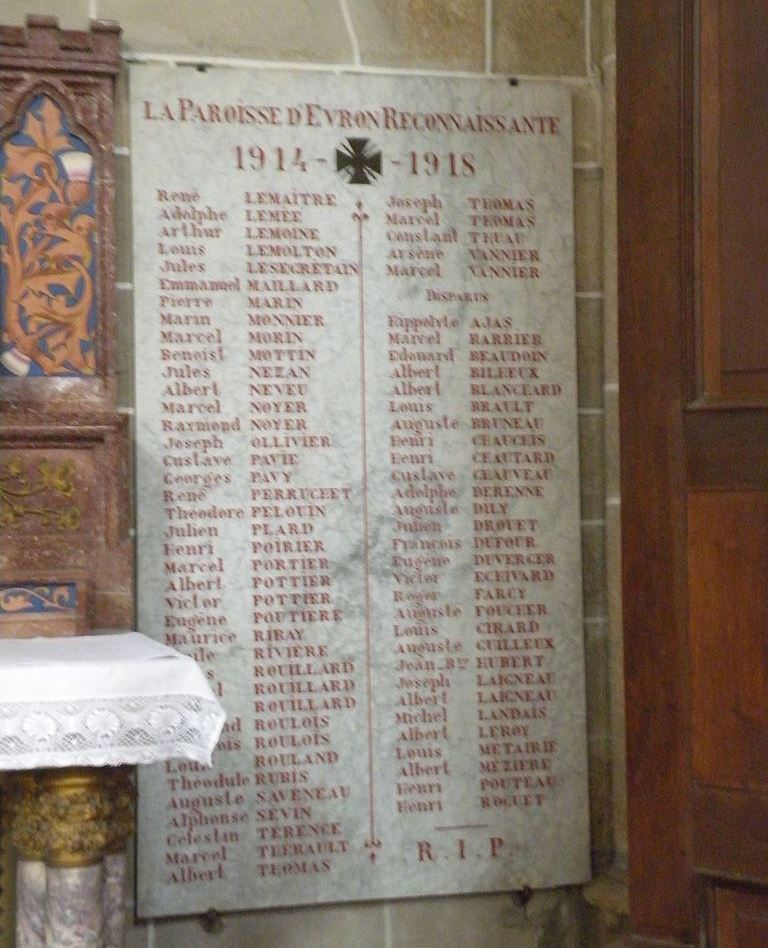 LA PAROISSE D'EVRON RECONNAISSANTE
1914 - - 1918
René LEMAITRE
Adolphe LEMÉE
Arthur LEMOINE
Louis LEMOLTON
Jules LESEGRETAIN
Emmanuel MAILLARD
Pierre MARIN
Marin MONNIER
Marcel MORIN
Benoist MOTTIN
Jules NEZAN
Albert NEVEU
Marcel NOYER
Raymond NOYER
Joseph OLLIVIER
Gustave PAVIE
Georges PAVY
René PERRUCHET
Théodore PELOUIN
Julien PLARD
Henri POIRIER
Marcel PORTIER
Albert POTTIER
Victor POTTIER
Eugène POUTIERE
Maurice RIBAY
RIVIÈRE
ROUILLARD
ROUILLARD
ROUILLARD
ROULOIS
ROULOIS
ROULAND
Théodule RUBIS
Auguste SAVENEAU
Alphonse SEVIN
Célestin TÉRENCE
Marcel THEBAULT
Albert THOMAS
Joseph THOMAS
Marcel THOMAS
Constant THUAU
Arsène VANNIER
Marcel VANNIER
DISPARUS
Hippolyte AJAS
Marcel BARRIER
Edouard BEAUDOIN
Albert BILHEUX
Albert BLANCHARD
Louis BRAULT
Auguste BRUNEAU
Henri CHAUCHIS
Henri CHAUTARD
Gustave CHAUVEAU
Adolphe DERENNE
Auguste DILY
Julien DROUET
François DUFOUR
Eugène DUVERGER
Victor ECHIVARD
Roger FARCY
Auguste FOUCHER
Louis GIRARD
Auguste GUILLEUX
Jean-Bte HUBERT
Joseph LAIGNEAU
Albert LAIGNEAU
Michel LANDAIS
Albert LEROY
Louis METAIRIE
Albert MEZIERE
Henri POUTEAU
Henri ROGUET
R. I. P.